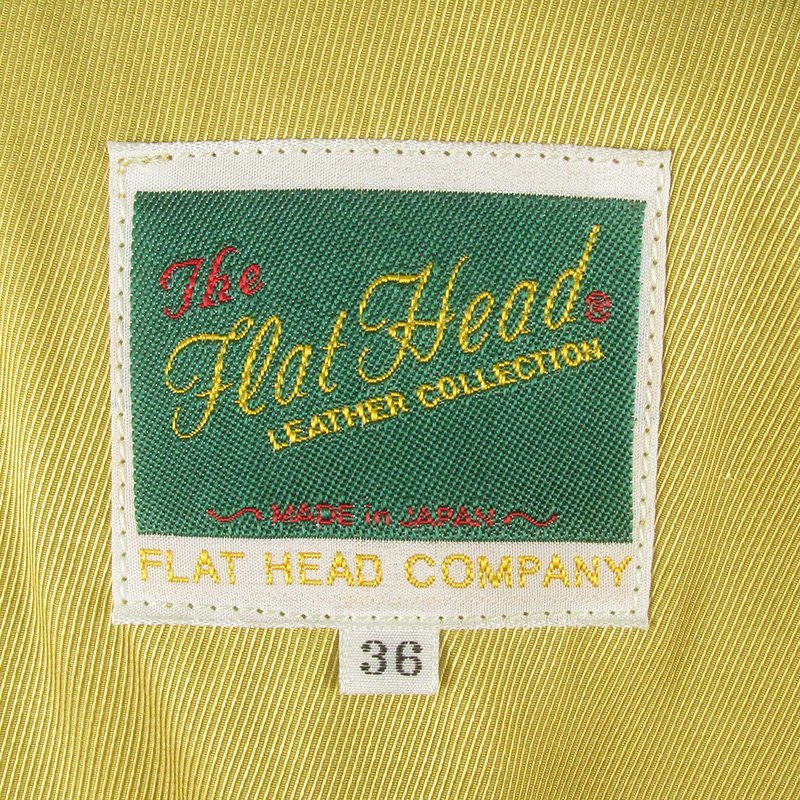 The
Flat Head®
LEATHER COLLECTION
~ MADE in JAPAN ~
FLAT HEAD COMPANY
36